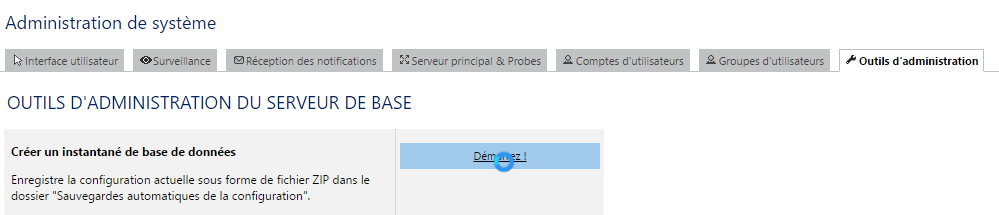 Administration de système
Interface utilisateur Surveillance Réception des notifications Serveur principal & Probes Comptes d'utilisateurs Groupes d'utilisateurs Outils d'administration
OUTILS D'ADMINISTRATION DU SERVEUR DE BASE
Créer un instantané de base de données
Enregistre la configuration actuelle sous forme de fichier ZIP dans le
dossier "Sauvegardes automatiques de la configuration".